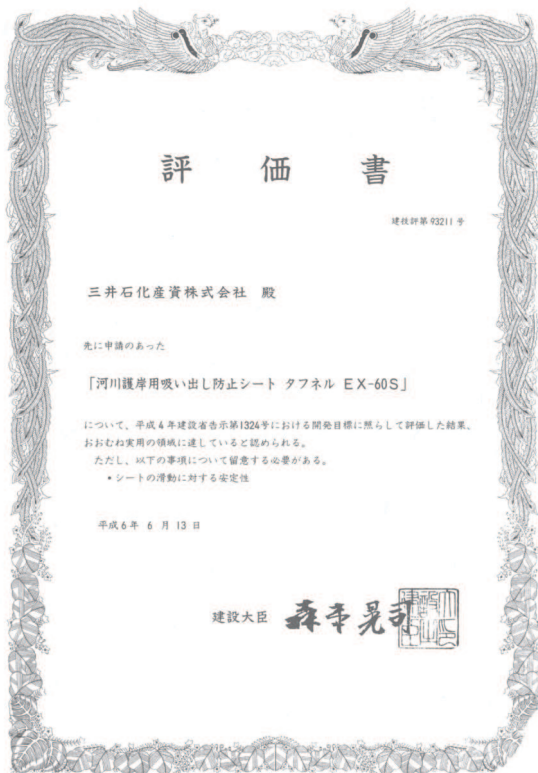 評価書
建技評第93211号
三井石化産資株式会社 殿
先に申請のあった
「河川護岸用吸い出し防止シート タフネル EX-60S」
について、平成4年建設省告示第1324号における開発目標に照らして評価した結果、
おおむね実用の領域に達していると認められる。
ただし、以下の事項について留意する必要がある。
•シートの滑動に対する安定性
平成6年 6月13日
建設大臣 森本晃司